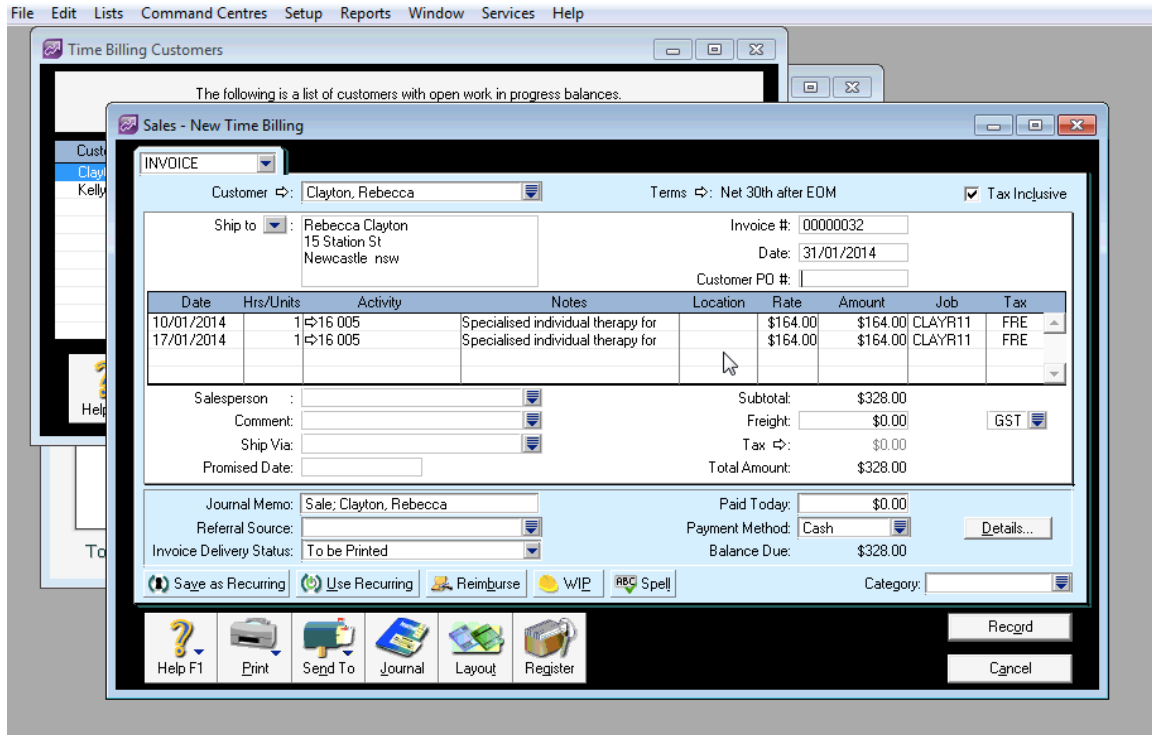 File Edit Lists Command Centres Setup Reports Window Services Help
Time Billing Customers
The following is a list of customers with open work in progress balances.
Sales - New Time Billing
INVOICE
Customer ⇨: Clayton, Rebecca Terms ⇨: Net 30th after EOM Tax Inclusive
Ship to : Rebecca Clayton Invoice #: 00000032
15 Station St
Date: 31/01/2014
Newcastle nsw
Customer PO #:
Date Hrs/Units Activity Notes Location Rate Amount Job Tax
10/01/2014 1 ⇨16 005 Specialised individual therapy for $164.00 $164.00 CLAYR11 FRE
17/01/2014 1 ⇨16 005 Specialised individual therapy for $164.00 $164.00 CLAYR11 FRE
Salesperson : Subtotal: $328.00
Comment: Freight: $0.00 GST
Ship Via: Tax ⇨: $0.00
Promised Date: Total Amount: $328.00
Journal Memo: Sale; Clayton, Rebecca Paid Today: $0.00
Referral Source: Payment Method: Cash Details...
Invoice Delivery Status: To be Printed Balance Due: $328.00
Save as Recurring Use Recurring Reimburse WIP ABC Spell Category:
Help F1 Print Send To Journal Layout Register Record
Cancel
Kelly
To